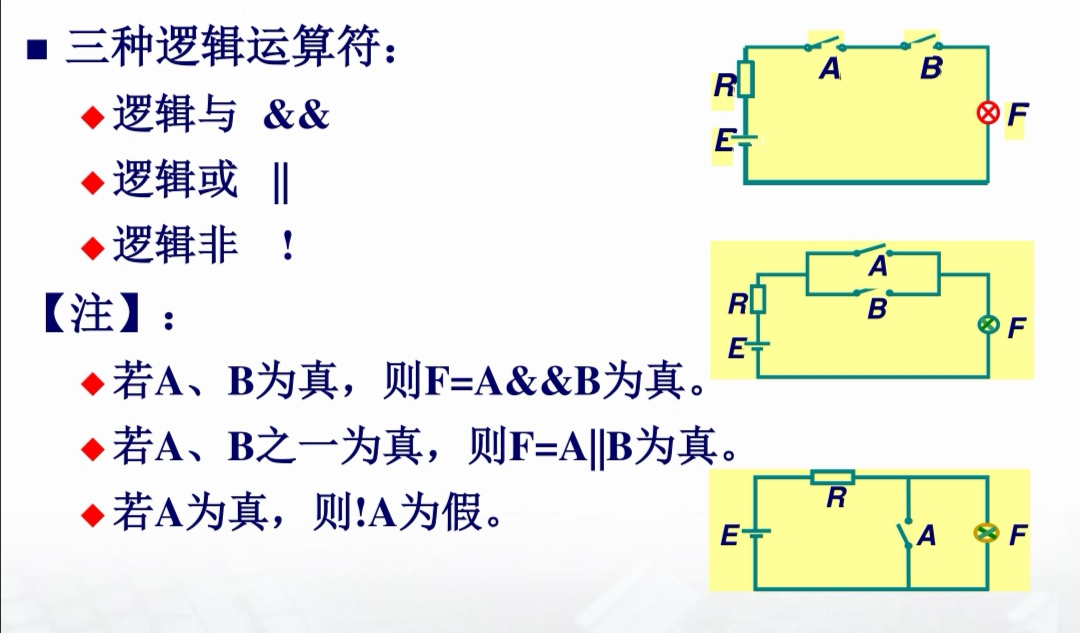 三种逻辑运算符：
逻辑与 &&
逻辑或 ||
逻辑非 !
【注】：
若A、B为真，则F=A&&B为真。
若A、B之一为真，则F=A||B为真。
若A为真，则!A为假。
A B
R
F
E
A
R
B
F
E
R
E A F